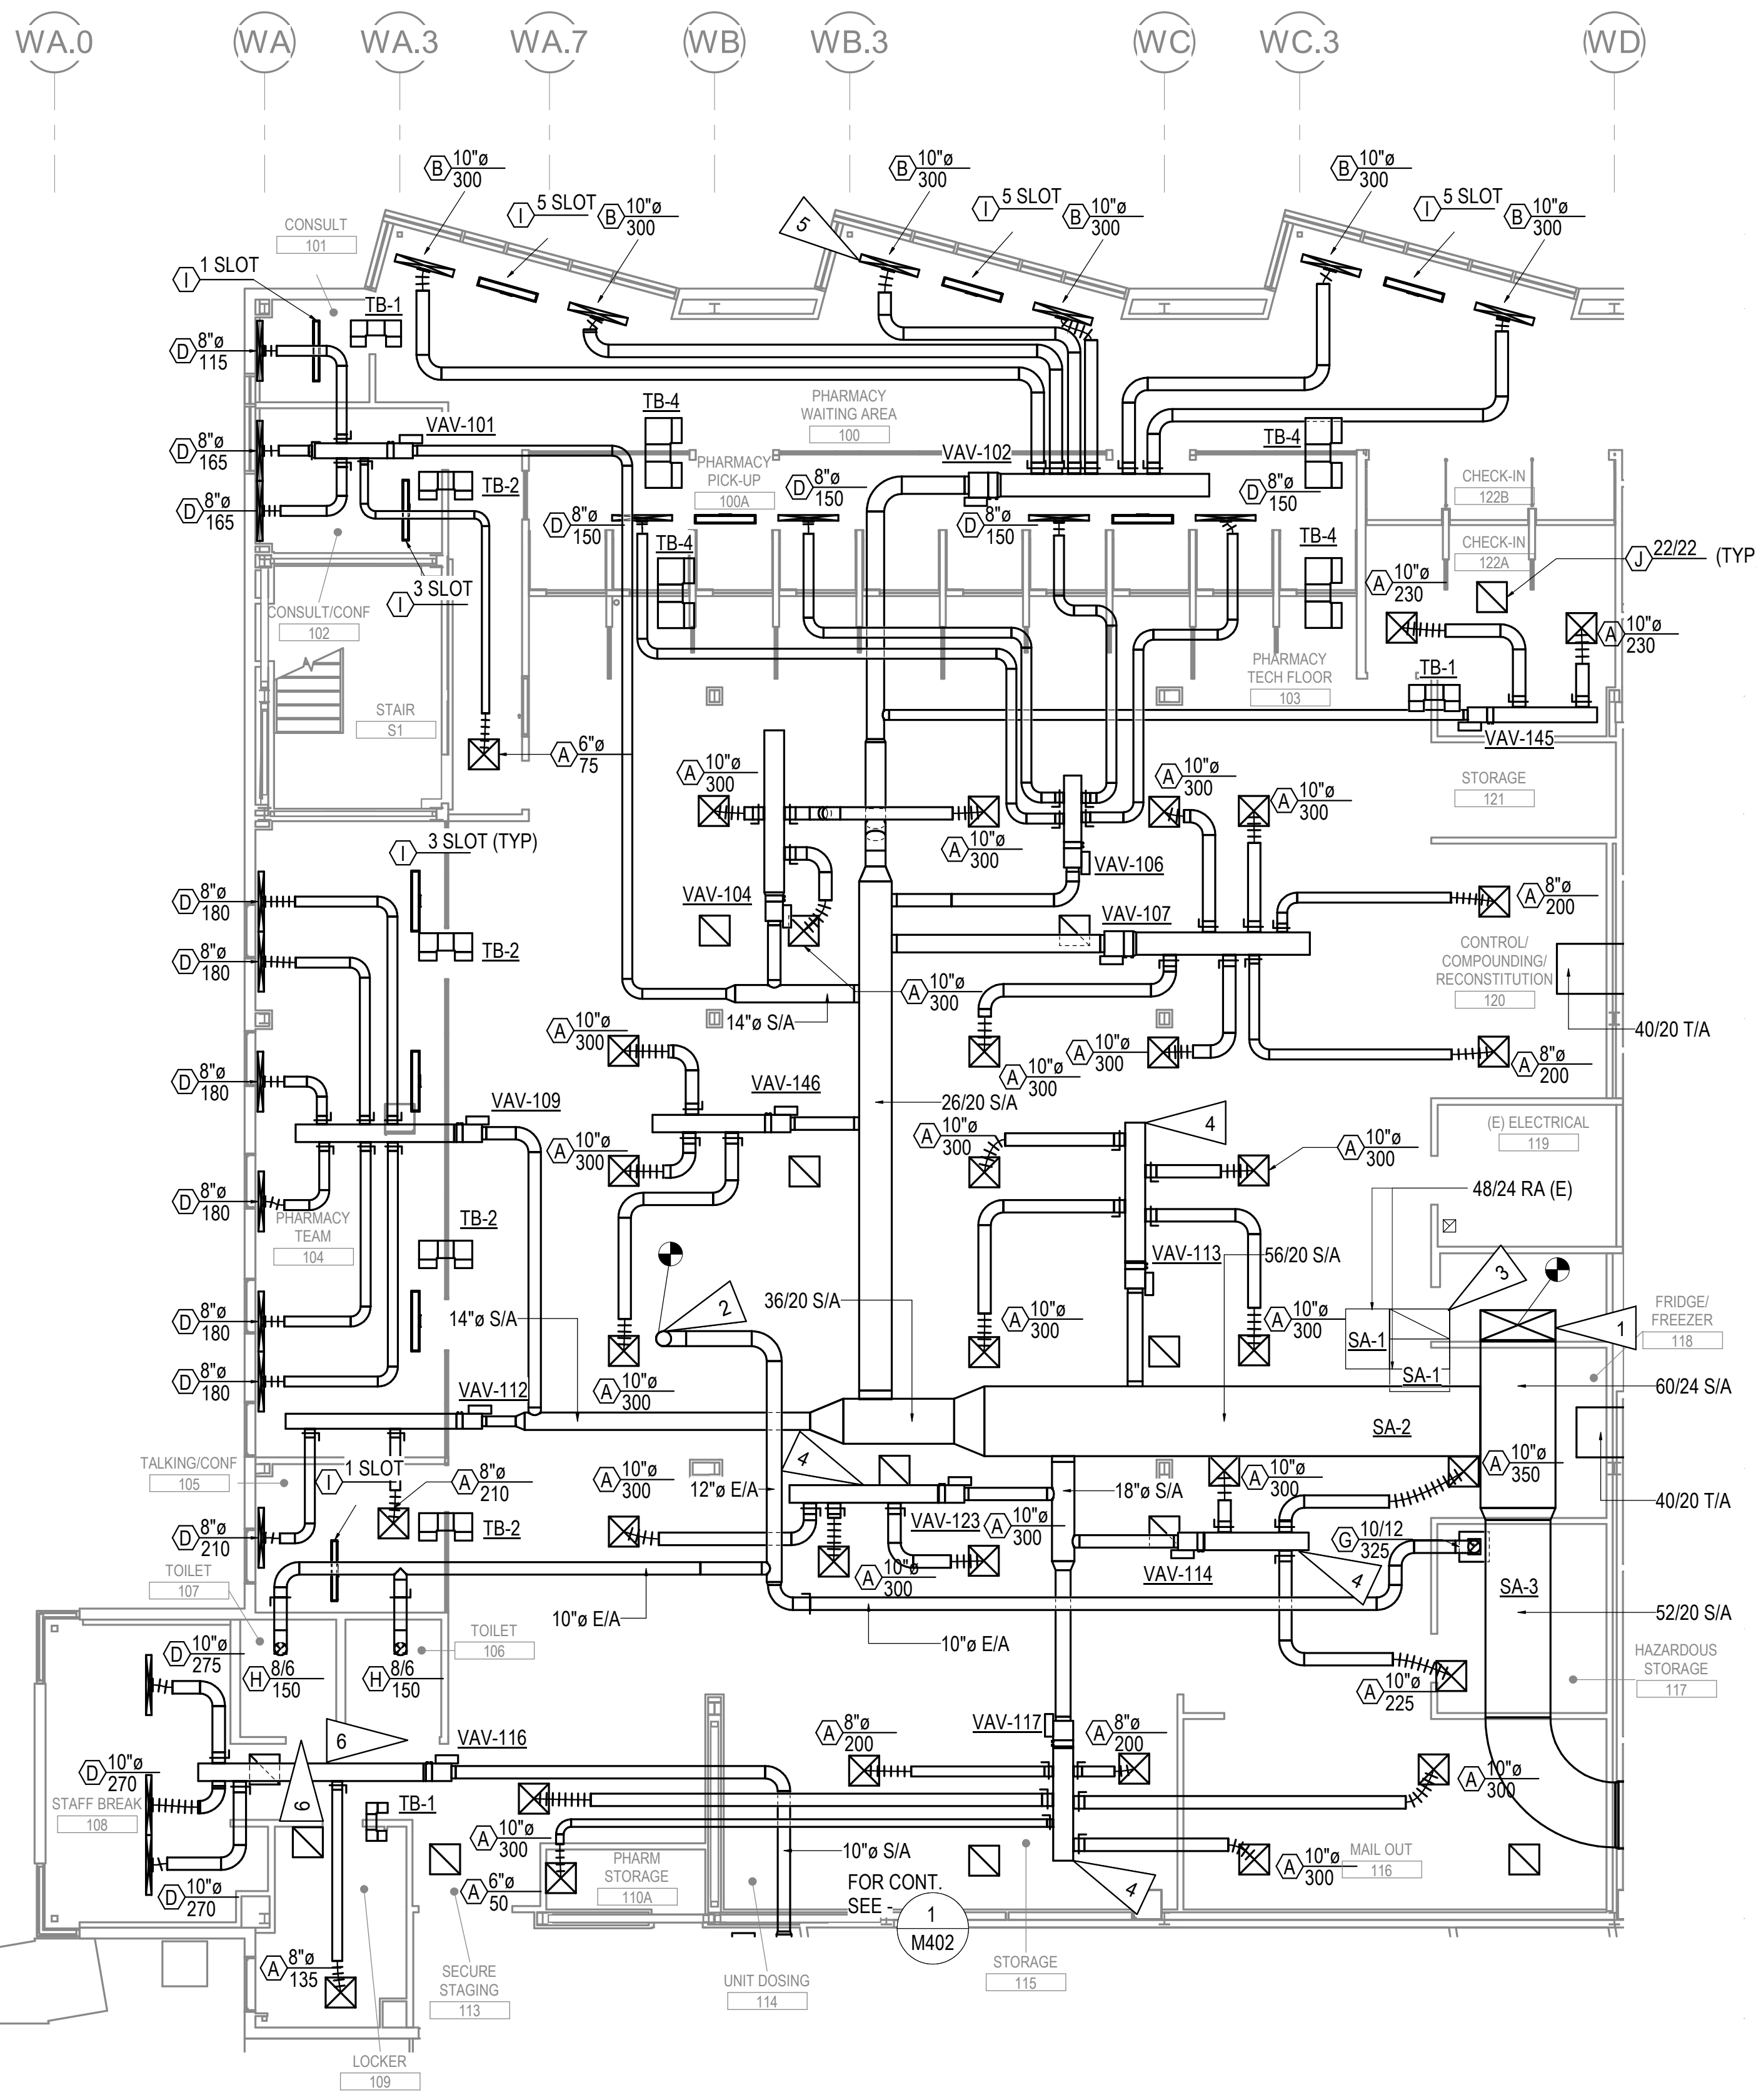 WA.0
WA
WA.3
WA.7
WB
WB.3
WC
WC.3
WD
B 10"ø
300
I 5 SLOT
B 10"ø
300
B 10"ø
300
I 5 SLOT
B 10"ø
300
B 10"ø
300
I 5 SLOT
B 10"ø
300
5
CONSULT
101
I 1 SLOT
TB-1
D 8"ø
115
VAV-101
D 8"ø
165
TB-2
D 8"ø
165
TB-4
PHARMACY
WAITING AREA
100
TB-4
VAV-102
PHARMACY
PICK-UP
100A
D 8"ø
150
D 8"ø
150
D 8"ø
150
D 8"ø
150
CHECK-IN
122B
TB-4
TB-4
CHECK-IN
122A
J 22/22 (TYP
A 10"ø
230
A 10"ø
230
3 SLOT
I
CONSULT/CONF
102
PHARMACY
TECH FLOOR
103
TB-1
STAIR
S1
A 6"ø
75
VAV-145
STORAGE
121
A 10"ø
300
A 10"ø
300
A 10"ø
300
A 10"ø
300
I 3 SLOT (TYP)
VAV-104
VAV-106
VAV-107
D 8"ø
180
A 8"ø
200
TB-2
D 8"ø
180
CONTROL/
COMPOUNDING/
RECONSTITUTION
120
A 10"ø
300
14"ø S/A
40/20 T/A
A 10"ø
300
A 10"ø
300
A 10"ø
300
A 8"ø
200
D 8"ø
180
VAV-109
VAV-146
26/20 S/A
4
(E) ELECTRICAL
119
A 10"ø
300
A 10"ø
300
A 10"ø
300
D 8"ø
180
48/24 RA (E)
PHARMACY
TEAM
104
TB-2
VAV-113
56/20 S/A
3
2
36/20 S/A
14"ø S/A
D 8"ø
180
A 10"ø
300
A 10"ø
300
SA-1
SA-1
1
FRIDGE/
FREEZER
118
D 8"ø
180
VAV-112
A 10"ø
300
60/24 S/A
SA-2
TALKING/CONF
105
I 1 SLOT
A 8"ø
210
A 10"ø
300
4
12"ø E/A
18"ø S/A
A 10"ø
300
A 10"ø
350
40/20 T/A
D 8"ø
210
TB-2
VAV-123
A 10"ø
300
G 10/12
325
TOILET
107
A 10"ø
300
VAV-114
4
SA-3
10"ø E/A
10"ø E/A
52/20 S/A
D 10"ø
275
H 8/6
150
H 8/6
150
TOILET
106
A 10"ø
225
HAZARDOUS
STORAGE
117
6
VAV-116
VAV-117
A 8"ø
200
A 8"ø
200
D 10"ø
270
6
STAFF BREAK
108
TB-1
A 10"ø
300
A 10"ø
300
10"ø S/A
PHARM
STORAGE
110A
MAIL OUT
116
A 10"ø
300
D 10"ø
270
A 6"ø
50
FOR CONT.
SEE -
4
1
M402
A 8"ø
135
SECURE
STAGING
113
UNIT DOSING
114
STORAGE
115
LOCKER
109